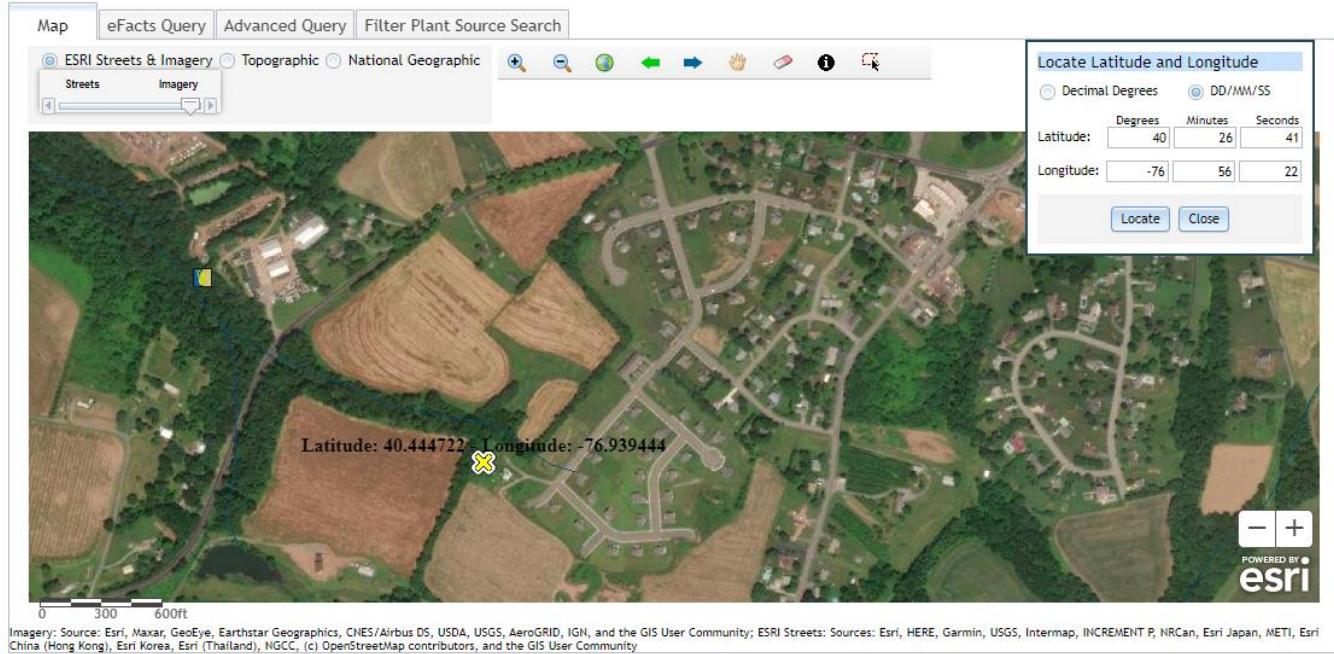 Map eFacts Query Advanced Query Filter Plant Source Search
ESRI Streets & Imagery Topographic National Geographic
Streets Imagery
Locate Latitude and Longitude
Decimal Degrees DD/MM/SS
Degrees Minutes Seconds
Latitude: 40 26 41
Longitude: -76 56 22
Locate Close
Latitude: 40.444722 - Longitude: -76.939444
POWERED BY
esri
0 300 600ft
Imagery: Source: Esri, Maxar, GeoEye, Earthstar Geographics, CNES/Airbus DS, USDA, USGS, AeroGRID, IGN, and the GIS User Community; ESRI Streets: Sources: Esri, HERE, Garmin, USGS, Intermap, INCREMENT P, NRCan, Esri Japan, METI, Esri
China (Hong Kong), Esri Korea, Esri (Thailand), NGCC, (c) OpenStreetMap contributors, and the GIS User Community